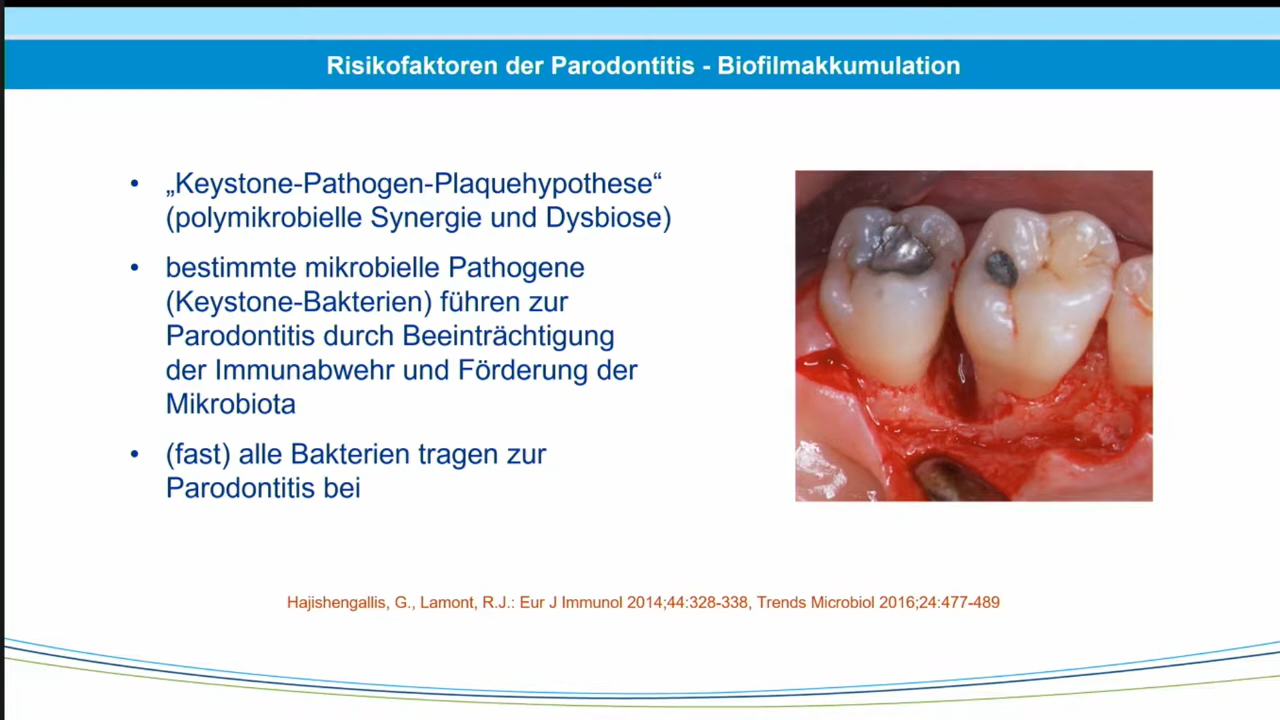 Risikofaktoren der Parodontitis - Biofilmakkumulation
• „Keystone-Pathogen-Plaquehypothese“
(polymikrobielle Synergie und Dysbiose)
• bestimmte mikrobielle Pathogene
(Keystone-Bakterien) führen zur
Parodontitis durch Beeinträchtigung
der Immunabwehr und Förderung der
Mikrobiota
• (fast) alle Bakterien tragen zur
Parodontitis bei
Hajishengallis, G., Lamont, R.J.: Eur J Immunol 2014;44:328-338, Trends Microbiol 2016;24:477-489